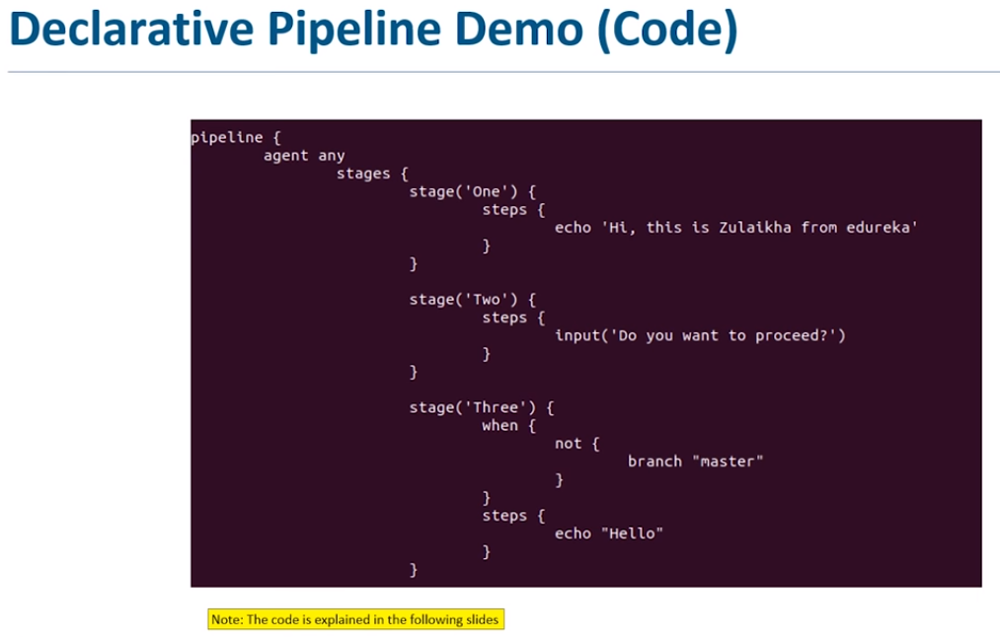 Declarative Pipeline Demo (Code)
pipeline {
agent any
stages {
stage('One') {
steps {
echo 'Hi, this is Zulaikha from edureka'
}
}
stage('Two') {
steps {
input('Do you want to proceed?')
}
}
stage('Three') {
when {
not {
branch "master"
}
}
steps {
echo "Hello"
}
}
Note: The code is explained in the following slides